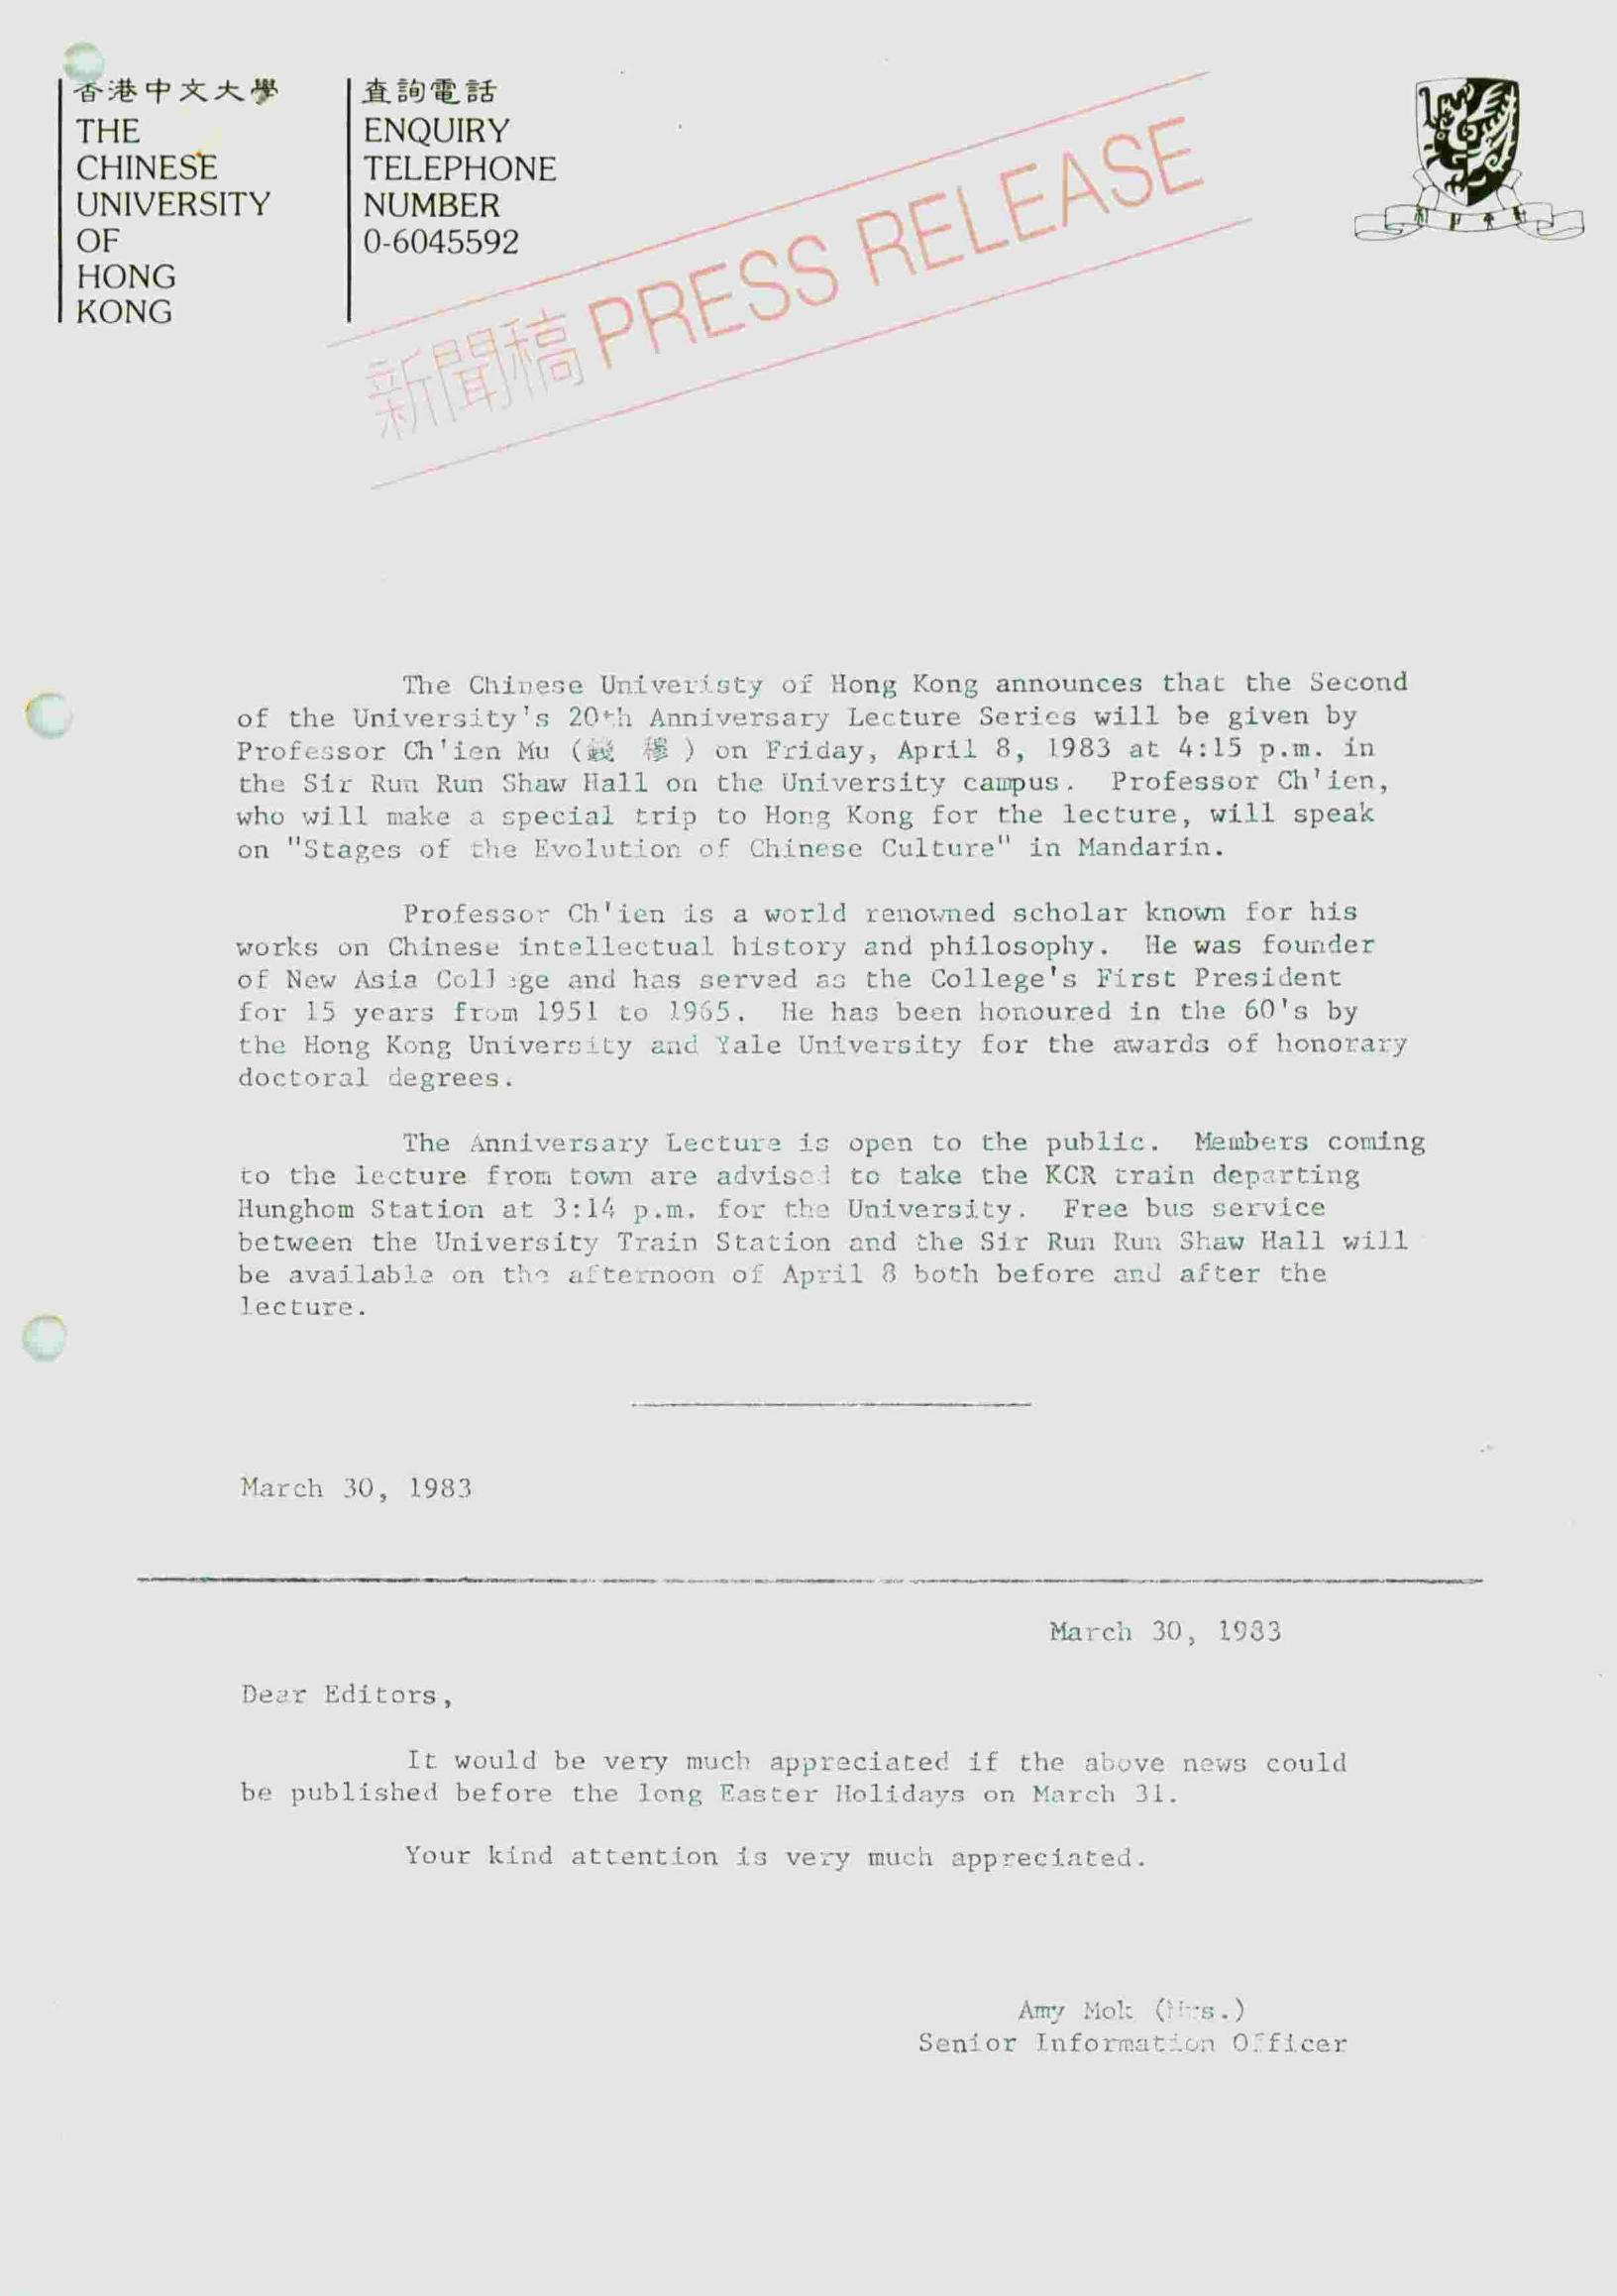 香港中文大學
THE
CHINESE
UNIVERSITY
OF
HONG
KONG
查詢電話
ENQUIRY
TELEPHONE
NUMBER
0-6045592
新聞稿 PRESS RELEASE
The Chinese Univeristy of Hong Kong announces that the Second
of the University's 20th Anniversary Lecture Series will be given by
Professor Ch'ien Mu (錢 穆) on Friday, April 8, 1983 at 4:15 p.m. in
the Sir Run Run Shaw Hall on the University campus. Professor Ch'ien,
who will make a special trip to Hong Kong for the lecture, will speak
on "Stages of the Evolution of Chinese Culture" in Mandarin.
Professor Ch'ien is a world renowned scholar known for his
works on Chinese intellectual history and philosophy. He was founder
of New Asia College and has served as the College's First President
for 15 years from 1951 to 1965. He has been honoured in the 60's by
the Hong Kong University and Yale University for the awards of honorary
doctoral degrees.
The Anniversary Lecture is open to the public. Members coming
to the lecture from town are advised to take the KCR train departing
Hunghom Station at 3:14 p.m. for the University. Free bus service
between the University Train Station and the Sir Run Run Shaw Hall will
be available on the afternoon of April 8 both before and after the
lecture.
March 30, 1983
March 30, 1983
Dear Editors,
It would be very much appreciated if the above news could
be published before the long Easter Holidays on March 31.
Your kind attention is very much appreciated.
Amy Mok (Mrs.)
Senior Information Officer